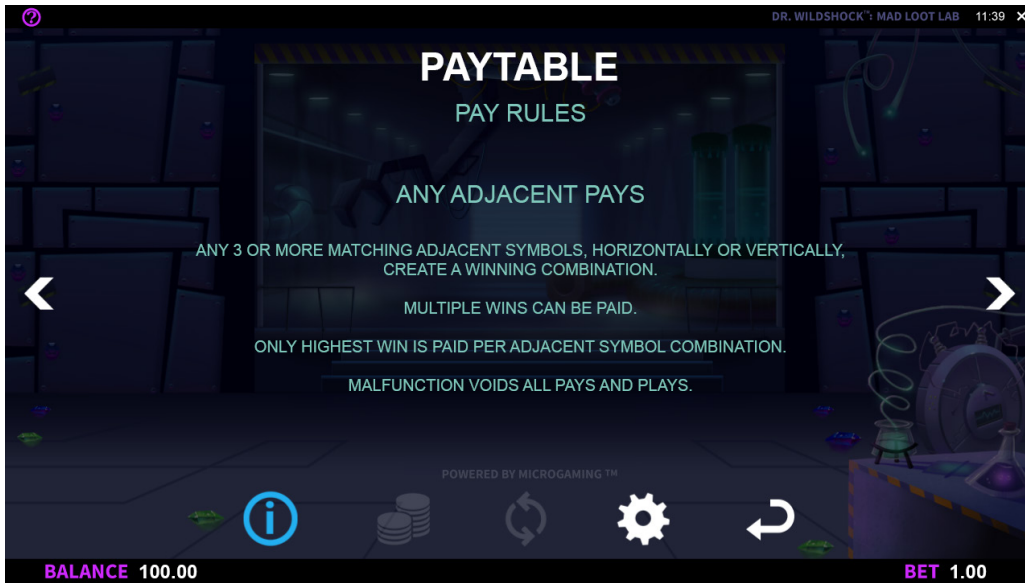 DR. WILDSHOCK™: MAD LOOT LAB 11:39
PAYTABLE
PAY RULES
ANY ADJACENT PAYS
ANY 3 OR MORE MATCHING ADJACENT SYMBOLS, HORIZONTALLY OR VERTICALLY,
CREATE A WINNING COMBINATION.
MULTIPLE WINS CAN BE PAID.
ONLY HIGHEST WIN IS PAID PER ADJACENT SYMBOL COMBINATION.
MALFUNCTION VOIDS ALL PAYS AND PLAYS.
POWERED BY MICROGAMING ™
BALANCE 100.00 BET 1.00